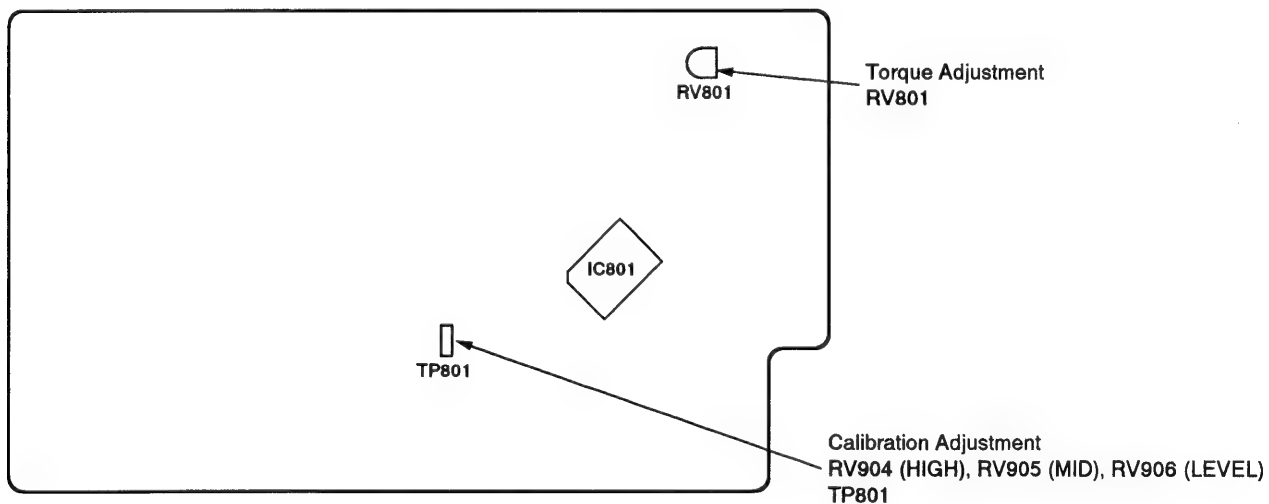 RV801
Torque Adjustment
RV801
IC801
TP801
Calibration Adjustment
RV904 (HIGH), RV905 (MID), RV906 (LEVEL)
TP801